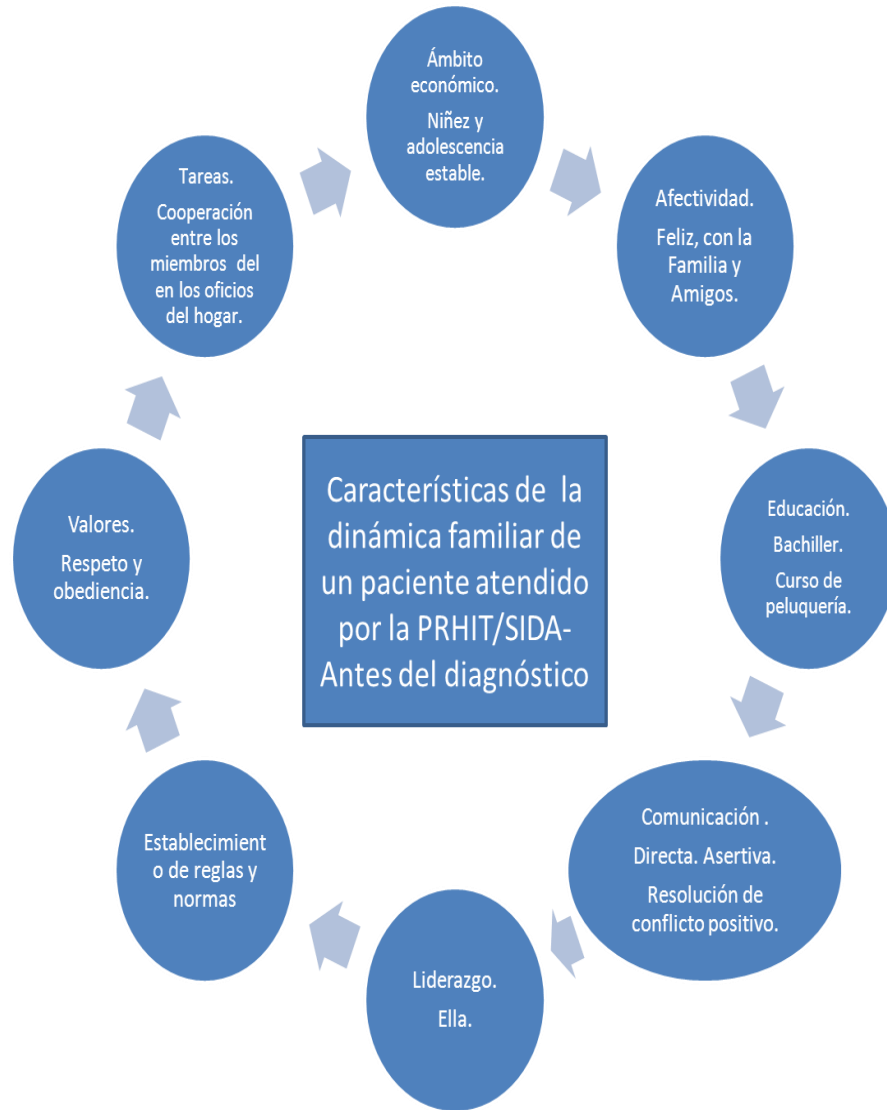 Ámbito
económico.
Niñez y
adolescencia
estable.
Afectividad.
Feliz, con la
Familia y
Amigos.
Educación.
Bachiller.
Curso de
peluquería.
Comunicación .
Directa. Asertiva.
Resolución de
conflicto positivo.
Liderazgo.
Ella.
Establecimient
o de reglas y
normas
Valores.
Respeto y
obediencia.
Tareas.
Cooperación
entre los
miembros del
en los oficios
del hogar.
Características de la
dinámica familiar de
un paciente atendido
por la PRHIT/SIDA-
Antes del diagnóstico